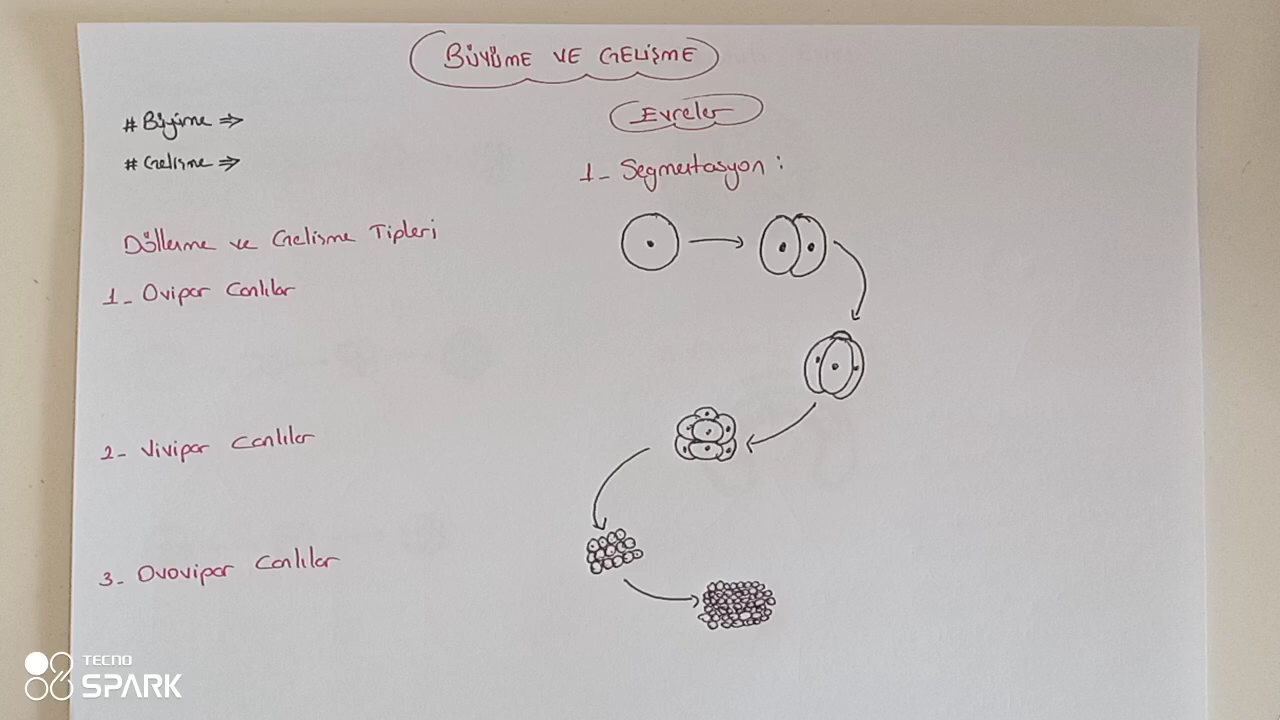 BÜYÜME VE GELİŞME
# Büyüme ⇒
# Gelişme ⇒
Döllenme ve Gelişme Tipleri
1- Ovipar Canlılar
2- Vivipar Canlılar
3- Ovovipar Canlılar
Evreler
1- Segmentasyon :
TECNO
SPARK